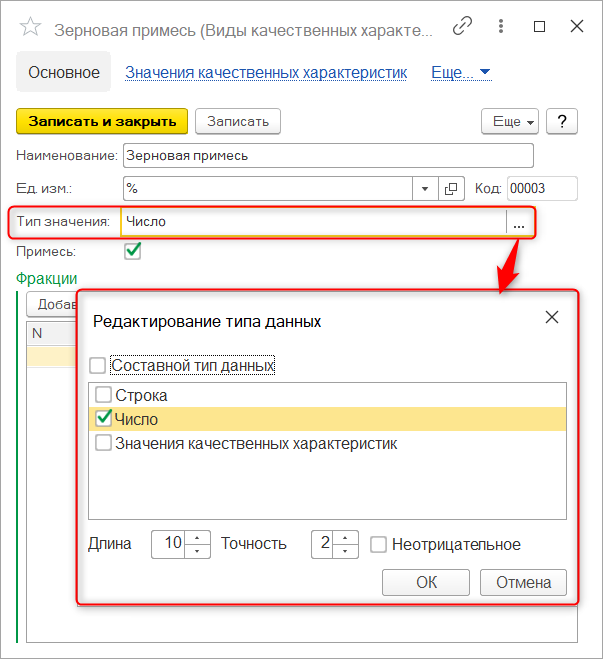 Зерновая примесь (Виды качественных характе...
Основное Значения качественных характеристик Еще...
Записать и закрыть Записать Еще ?
Наименование: Зерновая примесь
Ед. изм.: % Код: 00003
Тип значения: Число ...
Примесь:
Фракции
Добав
N
Редактирование типа данных
Составной тип данных
Строка
Число
Значения качественных характеристик
Длина 10 Точность 2 Неотрицательное
ОК Отмена